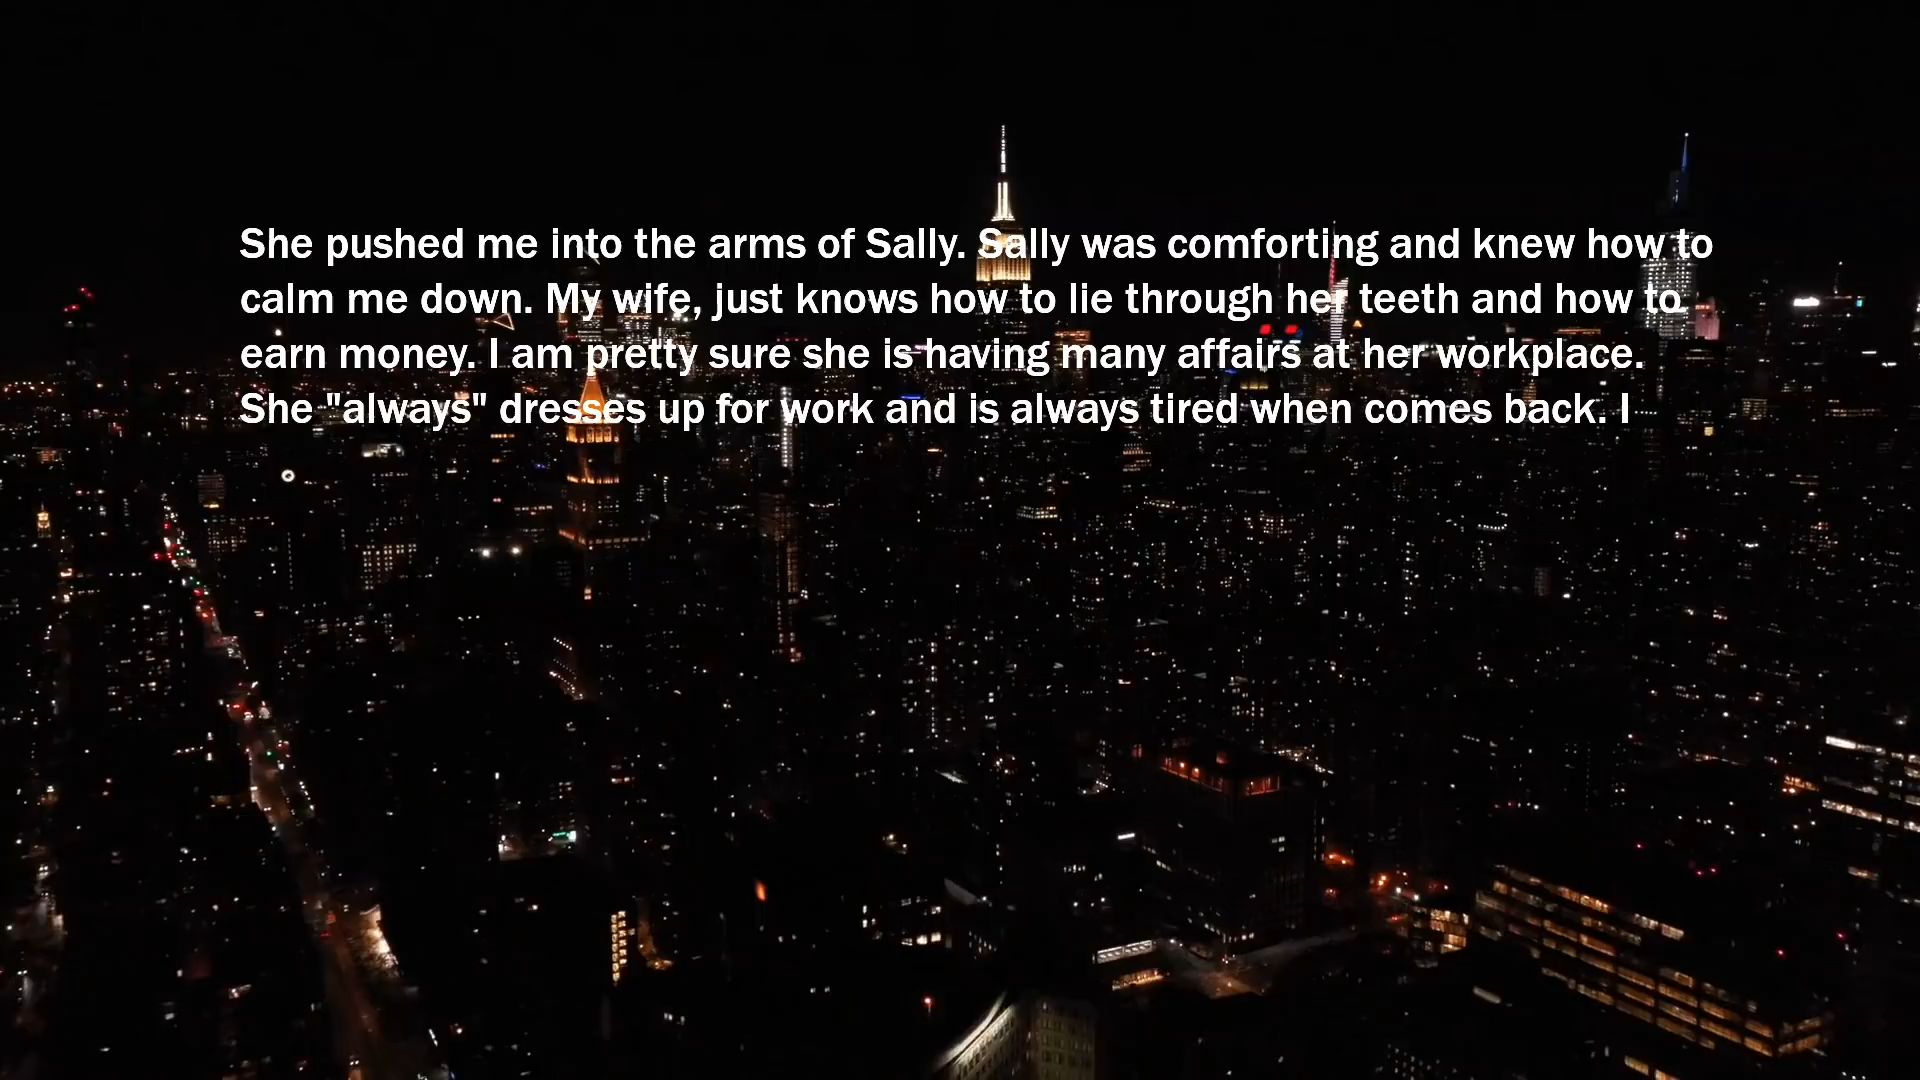 She pushed me into the arms of Sally. Sally was comforting and knew how to
calm me down. My wife, just knows how to lie through her teeth and how to
earn money. I am pretty sure she is having many affairs at her workplace.
She "always" dresses up for work and is always tired when comes back. I